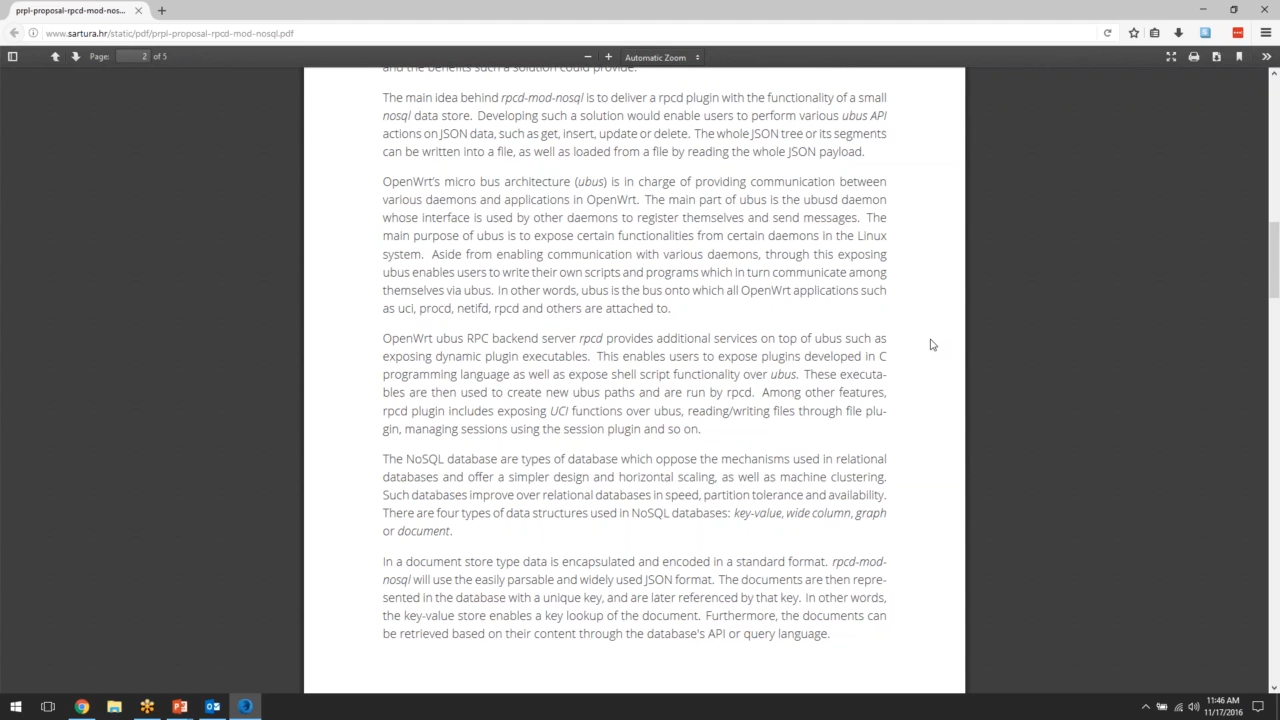 prpl-proposal-rpcd-mod-nos...
www.sartura.hr/static/pdf/prpl-proposal-rpcd-mod-nosql.pdf
Page: 2 of 5
Automatic Zoom
and the benefits such a solution could provide.
The main idea behind rpcd-mod-nosql is to deliver a rpcd plugin with the functionality of a small
nosql data store. Developing such a solution would enable users to perform various ubus API
actions on JSON data, such as get, insert, update or delete. The whole JSON tree or its segments
can be written into a file, as well as loaded from a file by reading the whole JSON payload.
OpenWrt's micro bus architecture (ubus) is in charge of providing communication between
various daemons and applications in OpenWrt. The main part of ubus is the ubusd daemon
whose interface is used by other daemons to register themselves and send messages. The
main purpose of ubus is to expose certain functionalities from certain daemons in the Linux
system. Aside from enabling communication with various daemons, through this exposing
ubus enables users to write their own scripts and programs which in turn communicate among
themselves via ubus. In other words, ubus is the bus onto which all OpenWrt applications such
as uci, procd, netifd, rpcd and others are attached to.
OpenWrt ubus RPC backend server rpcd provides additional services on top of ubus such as
exposing dynamic plugin executables. This enables users to expose plugins developed in C
programming language as well as expose shell script functionality over ubus. These executa-
bles are then used to create new ubus paths and are run by rpcd. Among other features,
rpcd plugin includes exposing UCI functions over ubus, reading/writing files through file plu-
gin, managing sessions using the session plugin and so on.
The NoSQL database are types of database which oppose the mechanisms used in relational
databases and offer a simpler design and horizontal scaling, as well as machine clustering.
Such databases improve over relational databases in speed, partition tolerance and availability.
There are four types of data structures used in NoSQL databases: key-value, wide column, graph
or document.
In a document store type data is encapsulated and encoded in a standard format. rpcd-mod-
nosql will use the easily parsable and widely used JSON format. The documents are then repre-
sented in the database with a unique key, and are later referenced by that key. In other words,
the key-value store enables a key lookup of the document. Furthermore, the documents can
be retrieved based on their content through the database's API or query language.
11:46 AM
11/17/2016